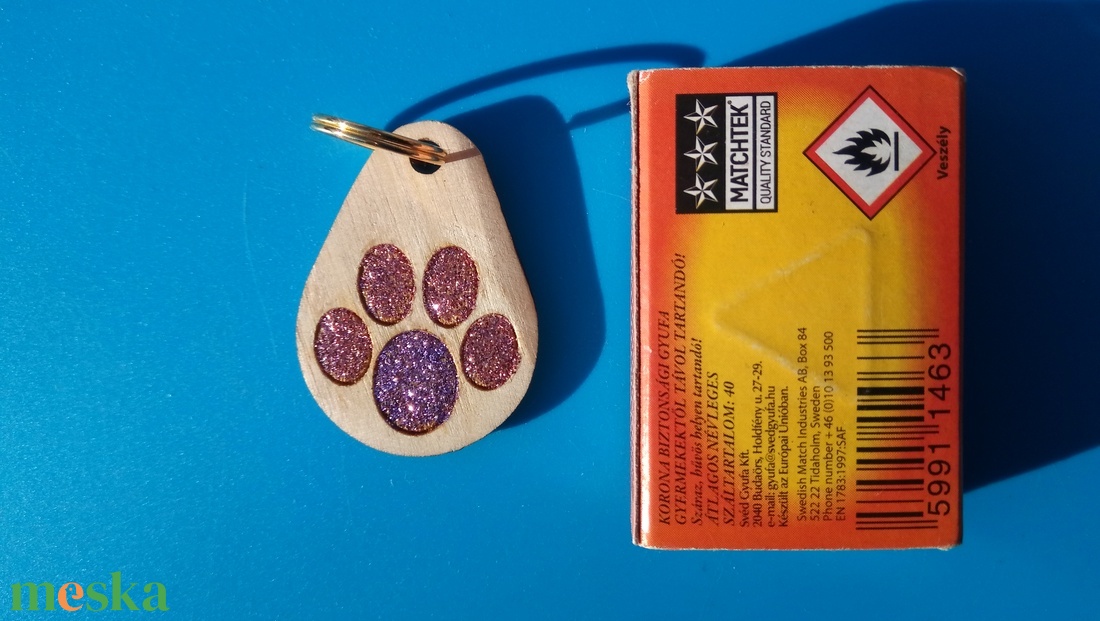 MATCHTEK®
QUALITY STANDARD
Veszély
KORONA BIZTONSÁGI GYUFA
GYERMEKEKTŐL TÁVOL TARTANDÓ!
Száraz, hűvös helyen tartandó!
ÁTLAGOS NÉVLEGES
SZÁLTARTALOM: 40
Svéd Gyufa Kft.
2040 Budaörs, Holdfény u. 27-29.
e-mail: gyufa@svedgyufa.hu
Készült az Európai Unióban.
Swedish Match Industries AB, Box 84
522 22 Tidaholm, Sweden
Phone number + 46 (0)10 13 93 500
EN 1783:1997:SAF
5991 1463
meska